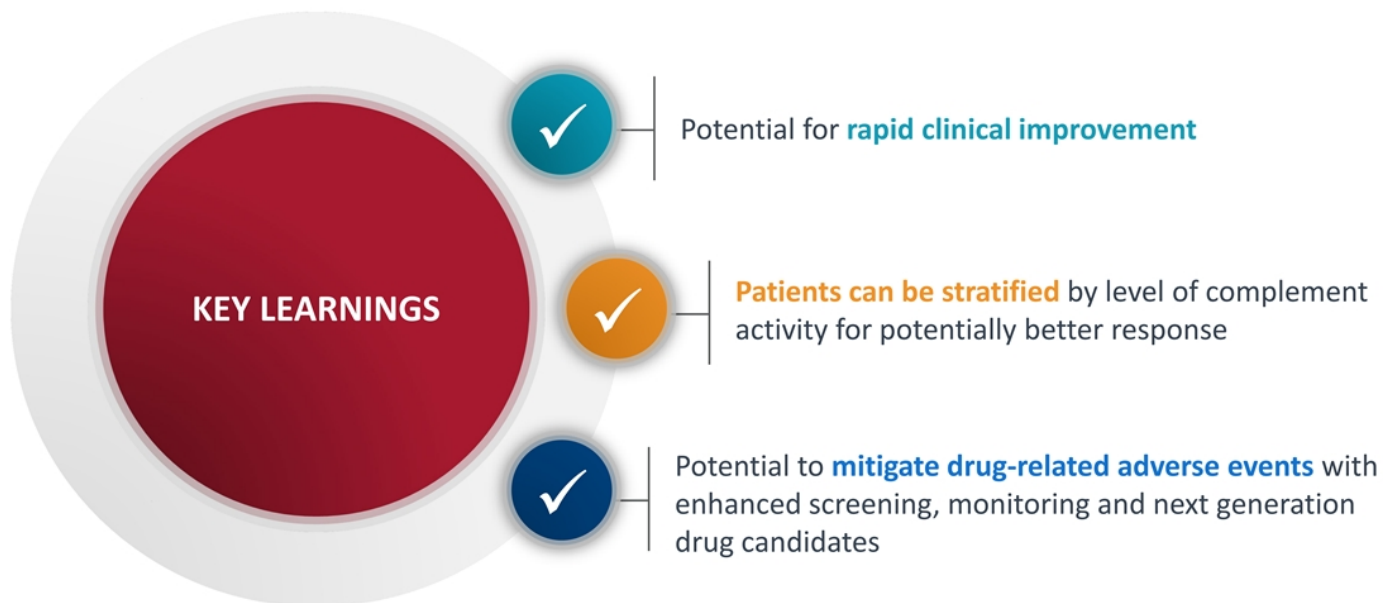 KEY LEARNINGS
Potential for rapid clinical improvement
Patients can be stratified by level of complement
activity for potentially better response
Potential to mitigate drug-related adverse events with
enhanced screening, monitoring and next generation
drug candidates